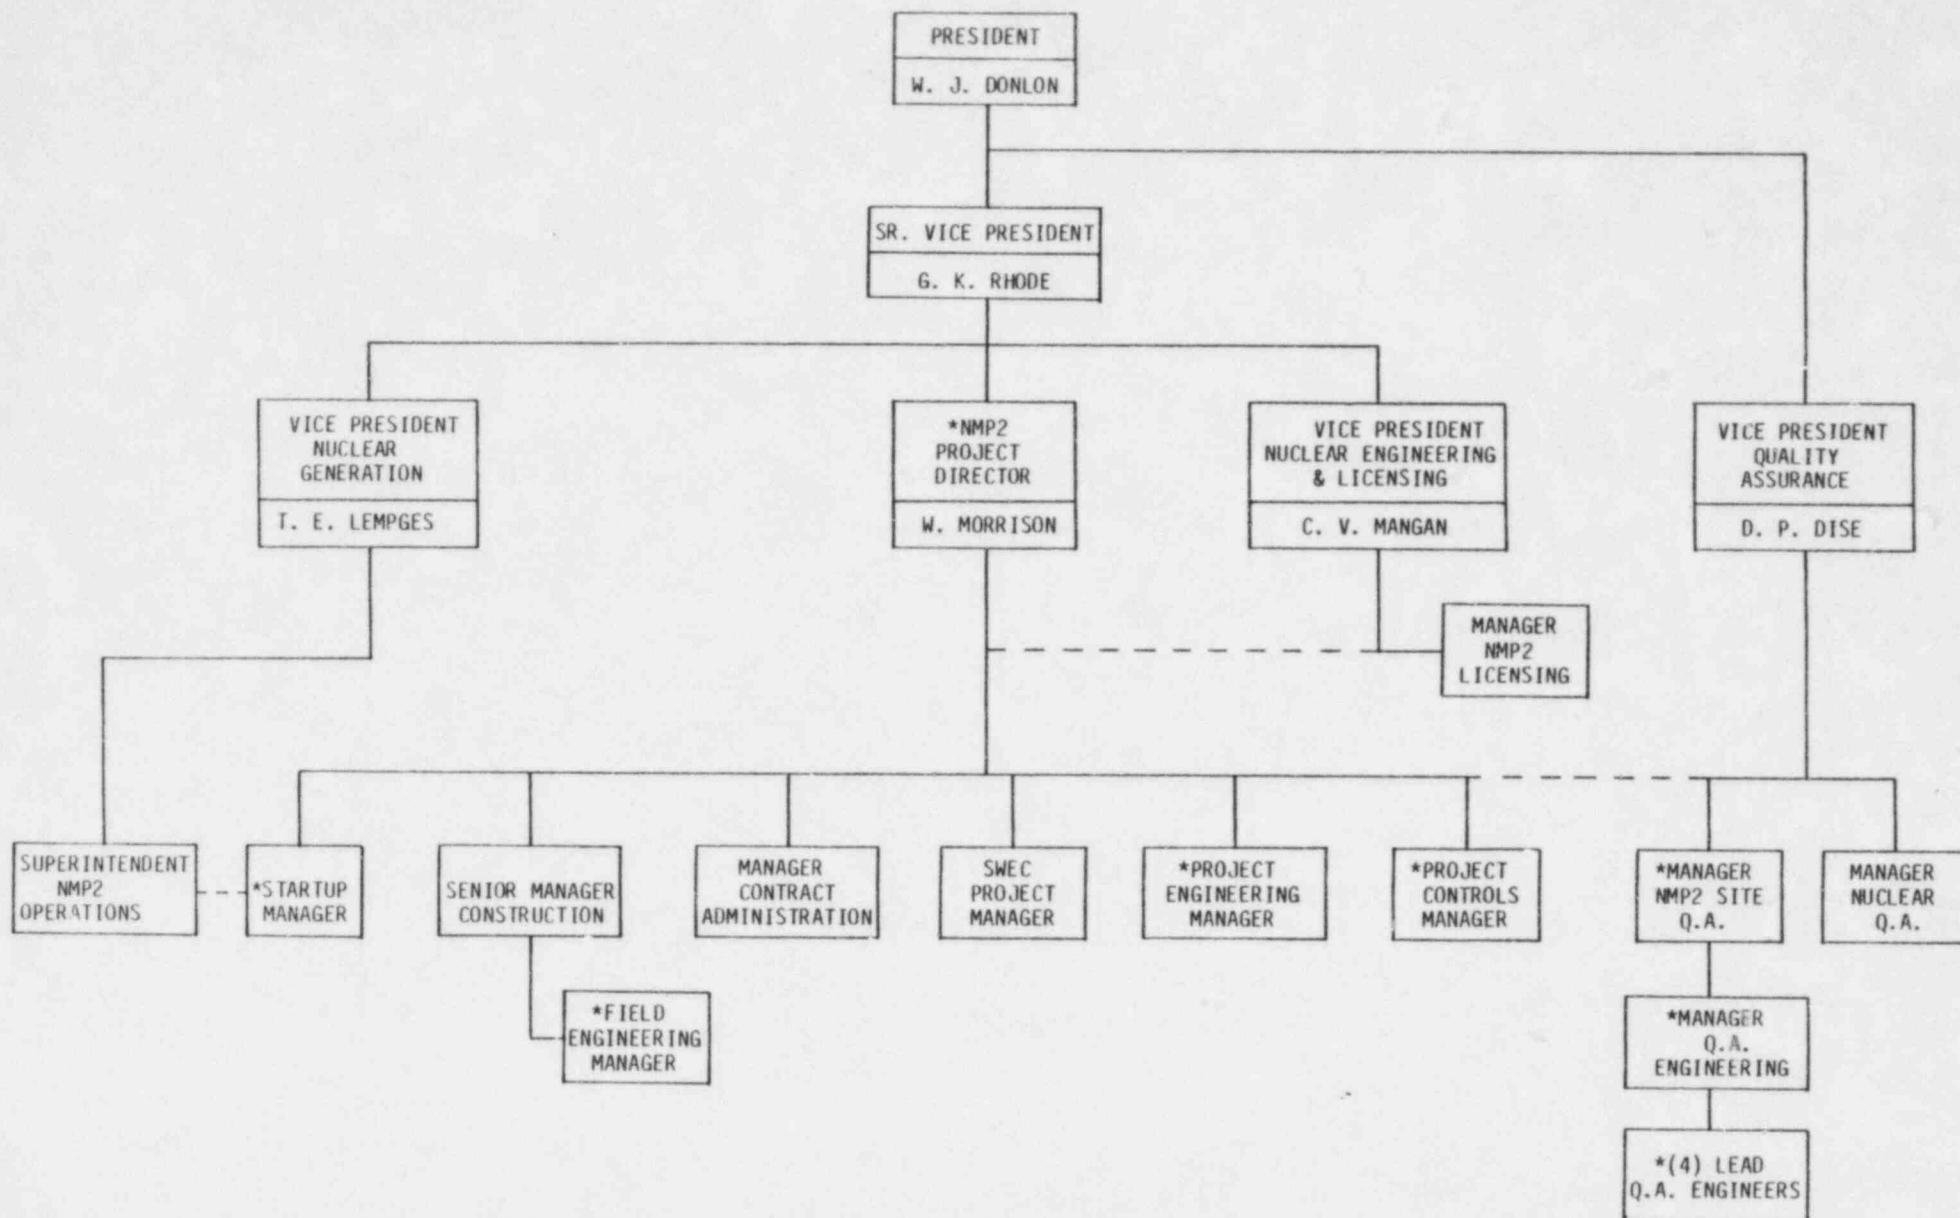 PRESIDENT
W. J. DONLON
SR. VICE PRESIDENT
G. K. RHODE
VICE PRESIDENT
NUCLEAR
GENERATION
T. E. LEMPGES
*NMP2
PROJECT
DIRECTOR
W. MORRISON
VICE PRESIDENT
NUCLEAR ENGINEERING
& LICENSING
C. V. MANGAN
VICE PRESIDENT
QUALITY
ASSURANCE
D. P. DISE
MANAGER
NMP2
LICENSING
SUPERINTENDENT
NMP2
OPERATIONS
*STARTUP
MANAGER
SENIOR MANAGER
CONSTRUCTION
MANAGER
CONTRACT
ADMINISTRATION
SWEC
PROJECT
MANAGER
*PROJECT
ENGINEERING
MANAGER
*PROJECT
CONTROLS
MANAGER
*MANAGER
NMP2 SITE
Q.A.
MANAGER
NUCLEAR
Q.A.
*FIELD
ENGINEERING
MANAGER
*MANAGER
Q.A.
ENGINEERING
*(4) LEAD
Q.A. ENGINEERS